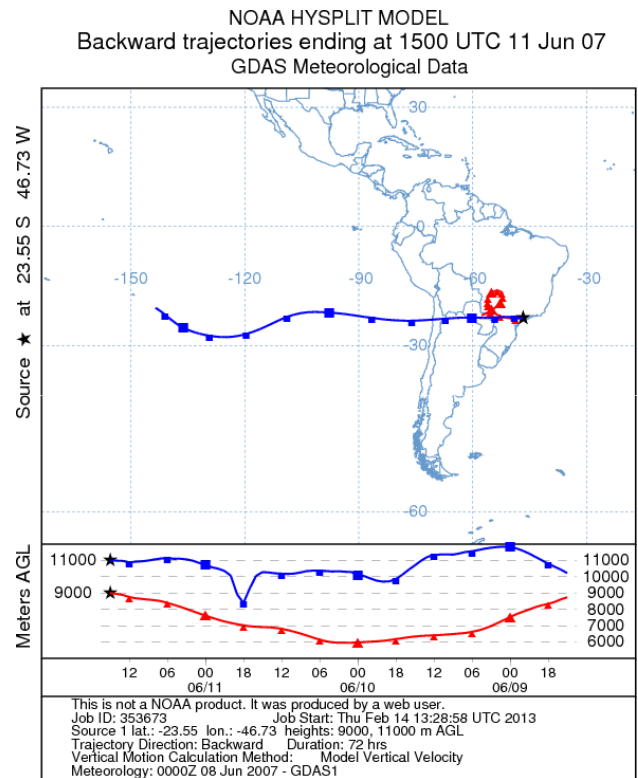 NOAA HYSPLIT MODEL
Backward trajectories ending at 1500 UTC 11 Jun 07
GDAS Meteorological Data
Source ★ at 23.55 S 46.73 W
30
0
-150 -120 -90 -60 -30
-30
-60
Meters AGL
11000 11000
10000
9000 9000
8000
7000
6000
12 06 00 18 12 06 00 18 12 06 00 18
06/11 06/10 06/09
This is not a NOAA product. It was produced by a web user.
Job ID: 353673 Job Start: Thu Feb 14 13:28:58 UTC 2013
Source 1 lat.: -23.55 lon.: -46.73 heights: 9000, 11000 m AGL
Trajectory Direction: Backward Duration: 72 hrs
Vertical Motion Calculation Method: Model Vertical Velocity
Meteorology: 0000Z 08 Jun 2007 - GDAS1